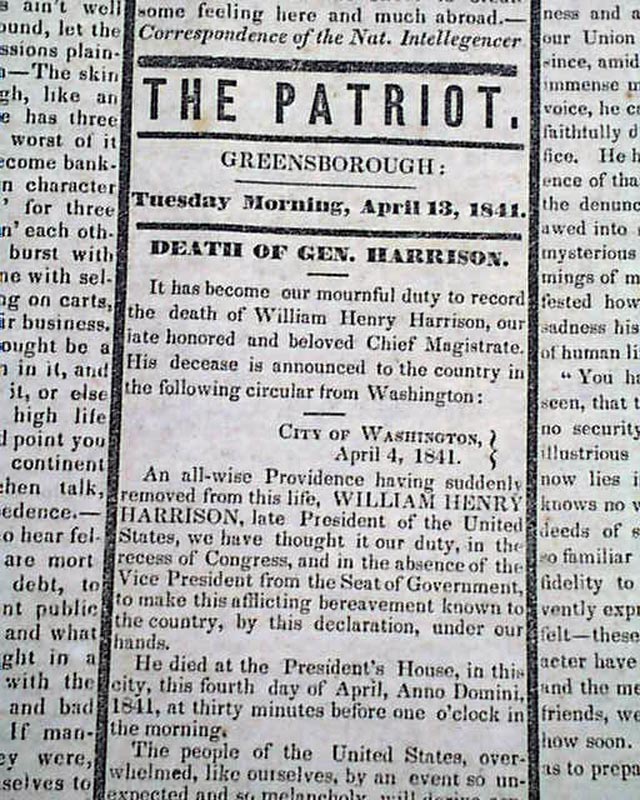 s ain't well
ound, let the
ssions plain-
—The skin
gh, like an
e has three
worst of it
ecome bank-
n character
' for three
n' each oth-
burst with
ne with sel-
ng on carts,
r business.
ought be a
n in it, and
it, or else
high life
l point you
continent
hen talk,
edence.—
o hear fel-
are mort
debt, to
nt public
and what
ght in a
with the
and bad
If man-
ey were,
selves to
some feeling here and much abroad.—
Correspondence of the Nat. Intellegencer
THE PATRIOT.
GREENSBOROUGH:
Tuesday Morning, April 13, 1841.
DEATH OF GEN. HARRISON.
It has become our mournful duty to record
the death of William Henry Harrison, our
late honored and beloved Chief Magistrate.
His decease is announced to the country in
the following circular from Washington:
CITY OF WASHINGTON,
April 4, 1841.
An all-wise Providence having suddenly
removed from this life, WILLIAM HENRY
HARRISON, late President of the United
States, we have thought it our duty, in the
recess of Congress, and in the absence of the
Vice President from the Seat of Government,
to make this afflicting bereavement known to
the country, by this declaration, under our
hands.
He died at the President's House, in this
city, this fourth day of April, Anno Domini,
1841, at thirty minutes before one o'clock in
the morning.
The people of the United States, over-
whelmed, like ourselves, by an event so un-
expected and so melancholy, will derive
ness and a
our Union
since, amid
immense m
voice, he c
faithfully d
fice. He h
ence of tha
the denunc
awed into
mysterious
mings of m
fested how
sadness his
of human li
"You ha
seen, that t
no security
illustrious
now lies i
knows no v
deeds of s
so familiar
fidelity to
vently exp
felt—these
acter have
and the me
friends, we
how soon.
as to prepa